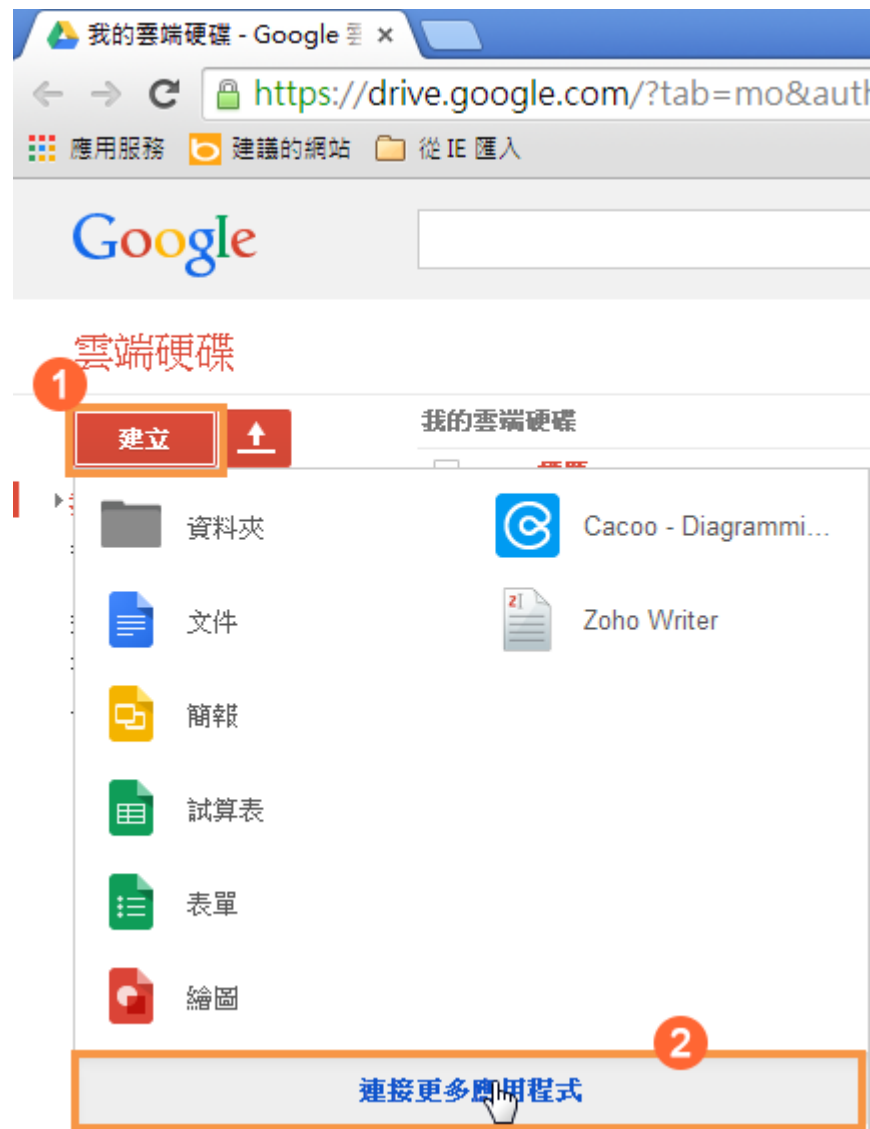 我的雲端硬碟 - Google
https://drive.google.com/?tab=mo&auth
應用服務 建議的網站 從 IE 匯入
Google
雲端硬碟
1
建立
我的雲端硬碟
標題
資料夾
Cacoo - Diagrammi...
文件
Zoho Writer
簡報
試算表
表單
繪圖
2
連接更多應用程式